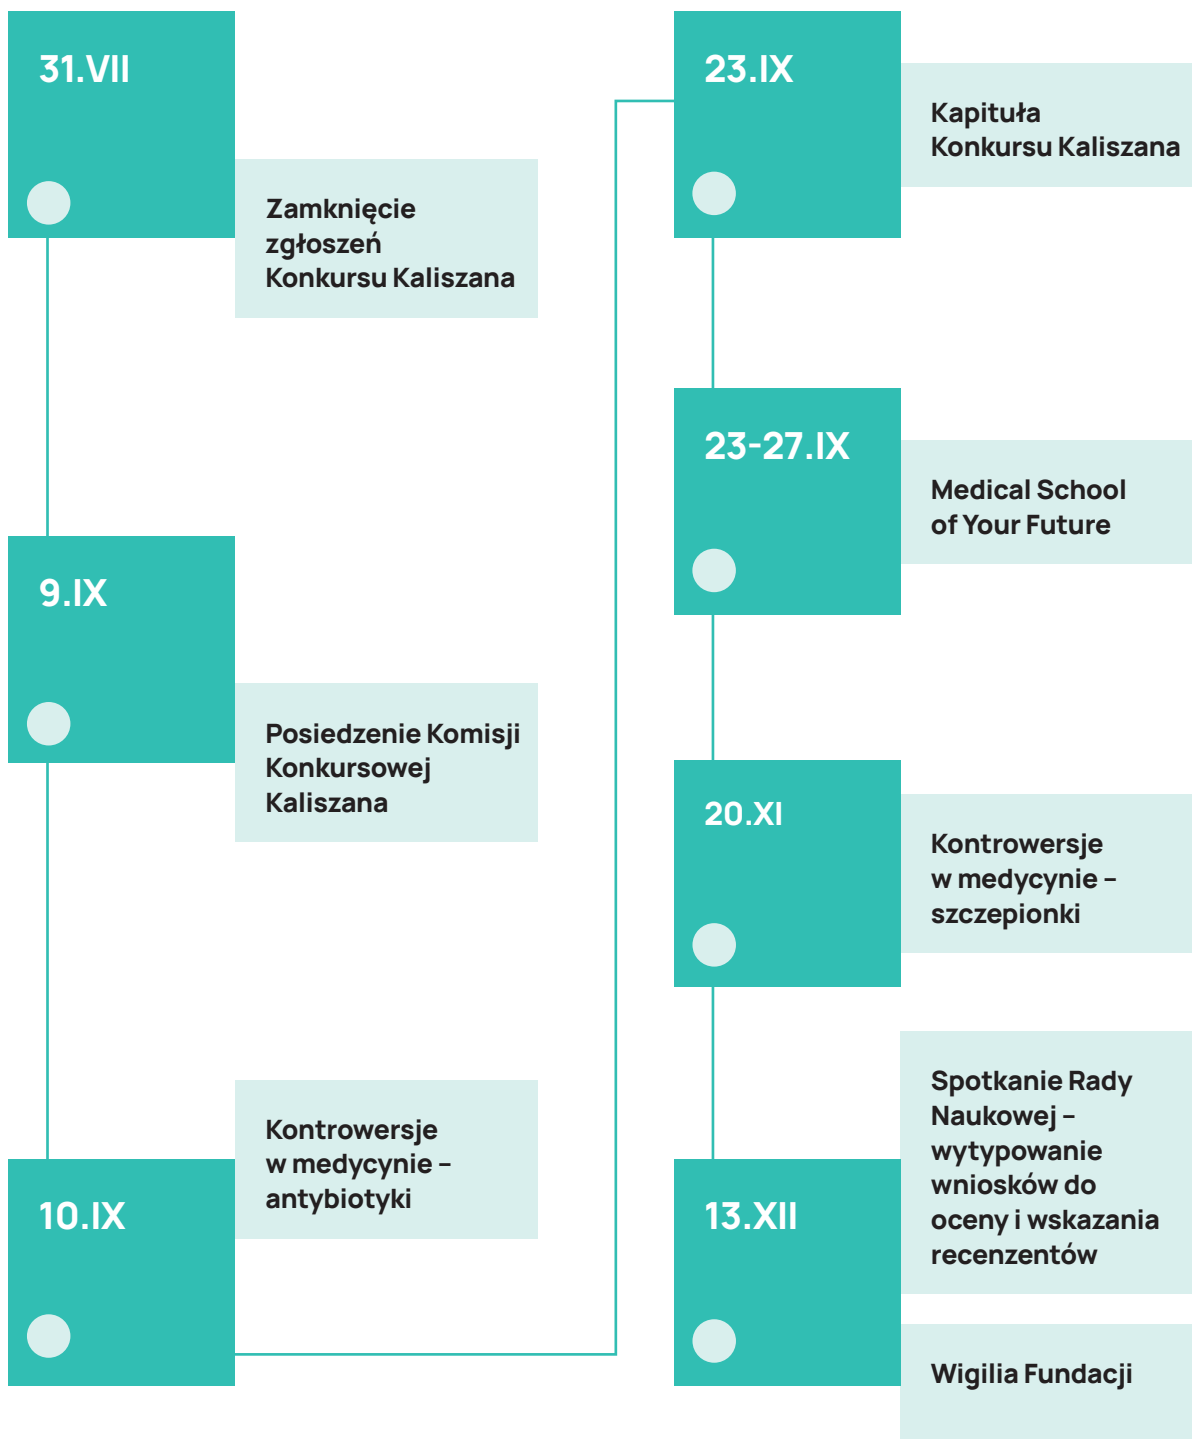 31.VII
Zamknięcie
zgłoszeń
Konkursu Kaliszana
9.IX
Posiedzenie Komisji
Konkursowej
Kaliszana
10.IX
Kontrowersje
w medycynie –
antybiotyki
23.IX
Kapituła
Konkursu Kaliszana
23-27.IX
Medical School
of Your Future
20.XI
Kontrowersje
w medycynie –
szczepionki
13.XII
Spotkanie Rady
Naukowej –
wytypowanie
wniosków do
oceny i wskazania
recenzentów
Wigilia Fundacji